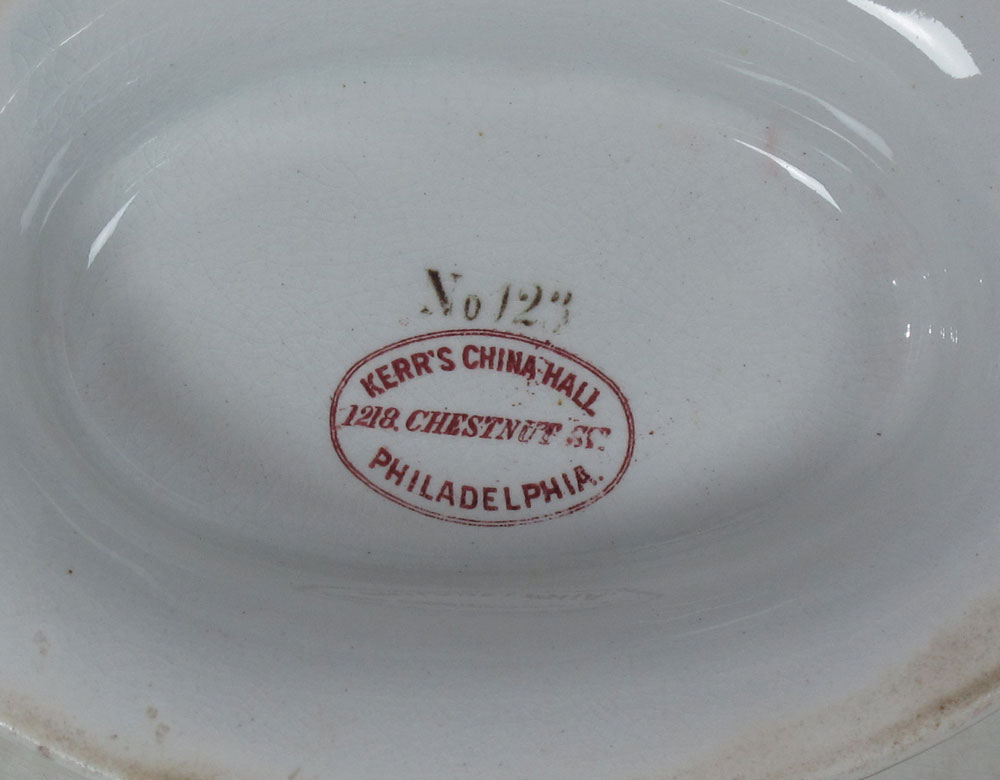 No 123
KERR'S CHINA HALL
1218. CHESTNUT ST.
PHILADELPHIA.